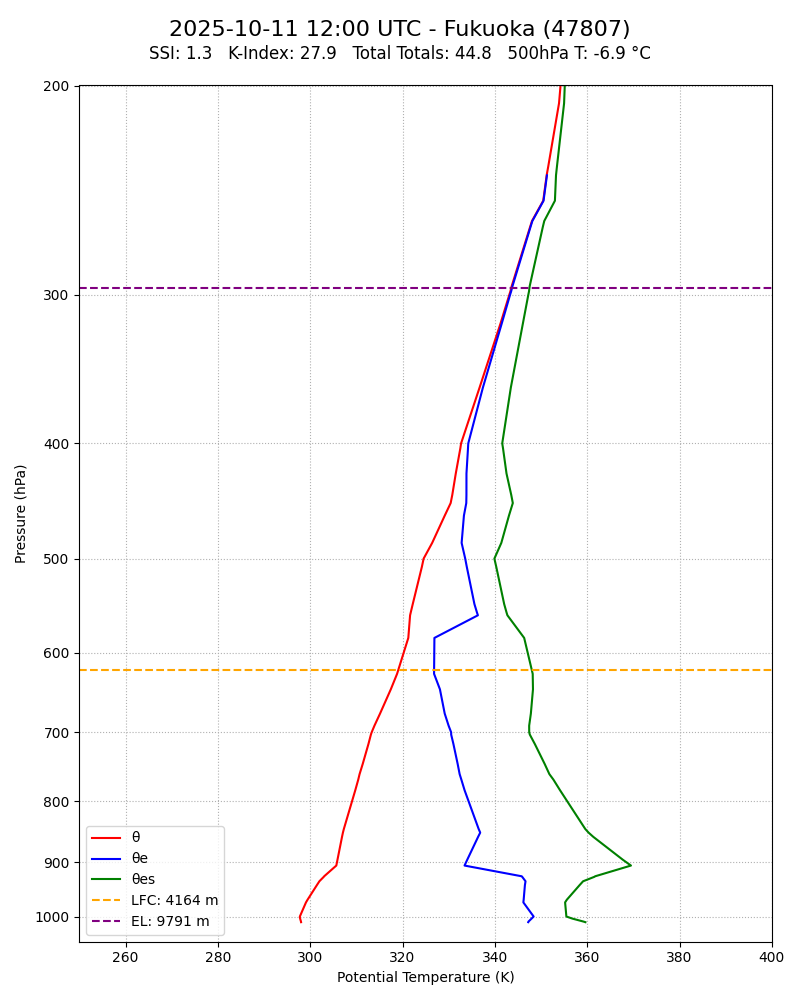 2025-10-11 12:00 UTC - Fukuoka (47807)
SSI: 1.3   K-Index: 27.9   Total Totals: 44.8   500hPa T: -6.9 °C
200
300
400
500
600
700
800
900
1000
Pressure (hPa)
θ
θe
θes
LFC: 4164 m
EL: 9791 m
260 280 300 320 340 360 380 400
Potential Temperature (K)